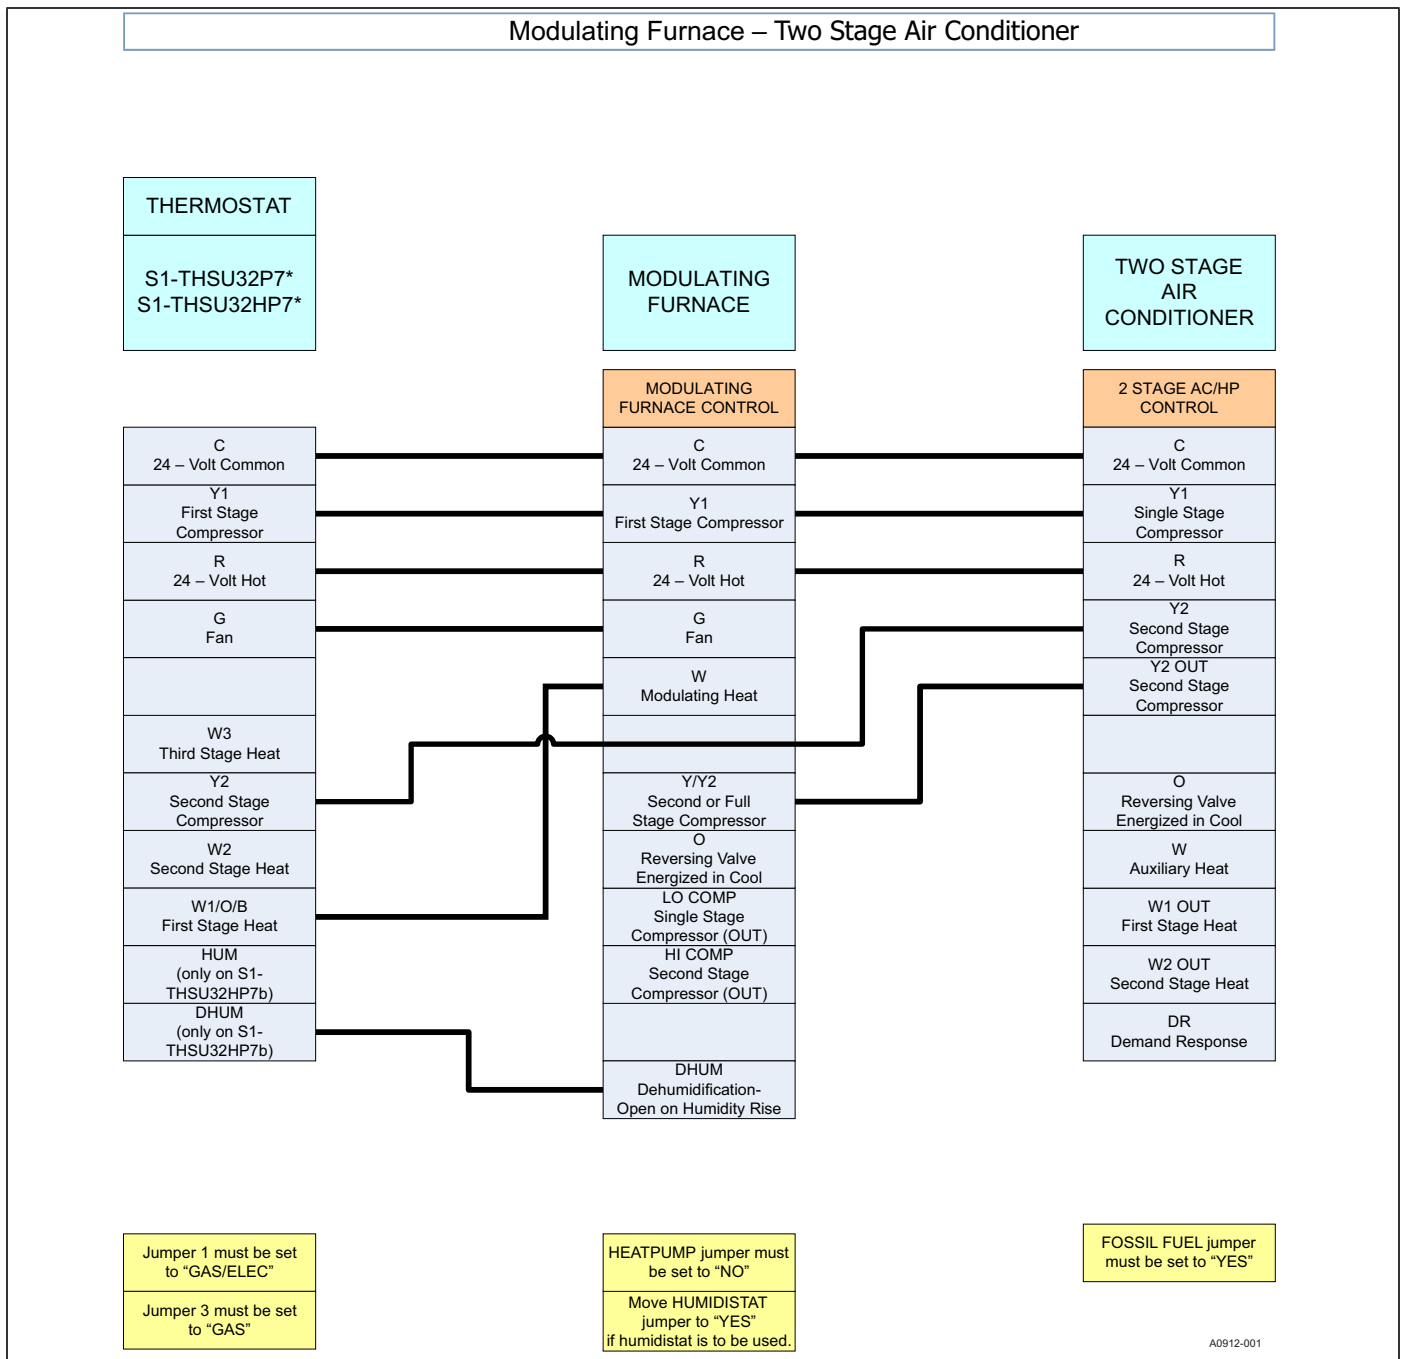 Modulating Furnace – Two Stage Air Conditioner
THERMOSTAT
S1-THSU32P7*
S1-THSU32HP7*
MODULATING
FURNACE
TWO STAGE
AIR
CONDITIONER
MODULATING
FURNACE CONTROL
2 STAGE AC/HP
CONTROL
C
24 – Volt Common
Y1
First Stage
Compressor
R
24 – Volt Hot
G
Fan
W3
Third Stage Heat
Y2
Second Stage
Compressor
W2
Second Stage Heat
W1/O/B
First Stage Heat
HUM
(only on S1-
THSU32HP7b)
DHUM
(only on S1-
THSU32HP7b)
C
24 – Volt Common
Y1
First Stage Compressor
R
24 – Volt Hot
G
Fan
W
Modulating Heat
Y/Y2
Second or Full
Stage Compressor
O
Reversing Valve
Energized in Cool
LO COMP
Single Stage
Compressor (OUT)
HI COMP
Second Stage
Compressor (OUT)
DHUM
Dehumidification-
Open on Humidity Rise
C
24 – Volt Common
Y1
Single Stage
Compressor
R
24 – Volt Hot
Y2
Second Stage
Compressor
Y2 OUT
Second Stage
Compressor
O
Reversing Valve
Energized in Cool
W
Auxiliary Heat
W1 OUT
First Stage Heat
W2 OUT
Second Stage Heat
DR
Demand Response
Jumper 1 must be set
to “GAS/ELEC”
Jumper 3 must be set
to “GAS”
HEATPUMP jumper must
be set to “NO”
Move HUMIDISTAT
jumper to “YES”
if humidistat is to be used.
FOSSIL FUEL jumper
must be set to “YES”
A0912-001